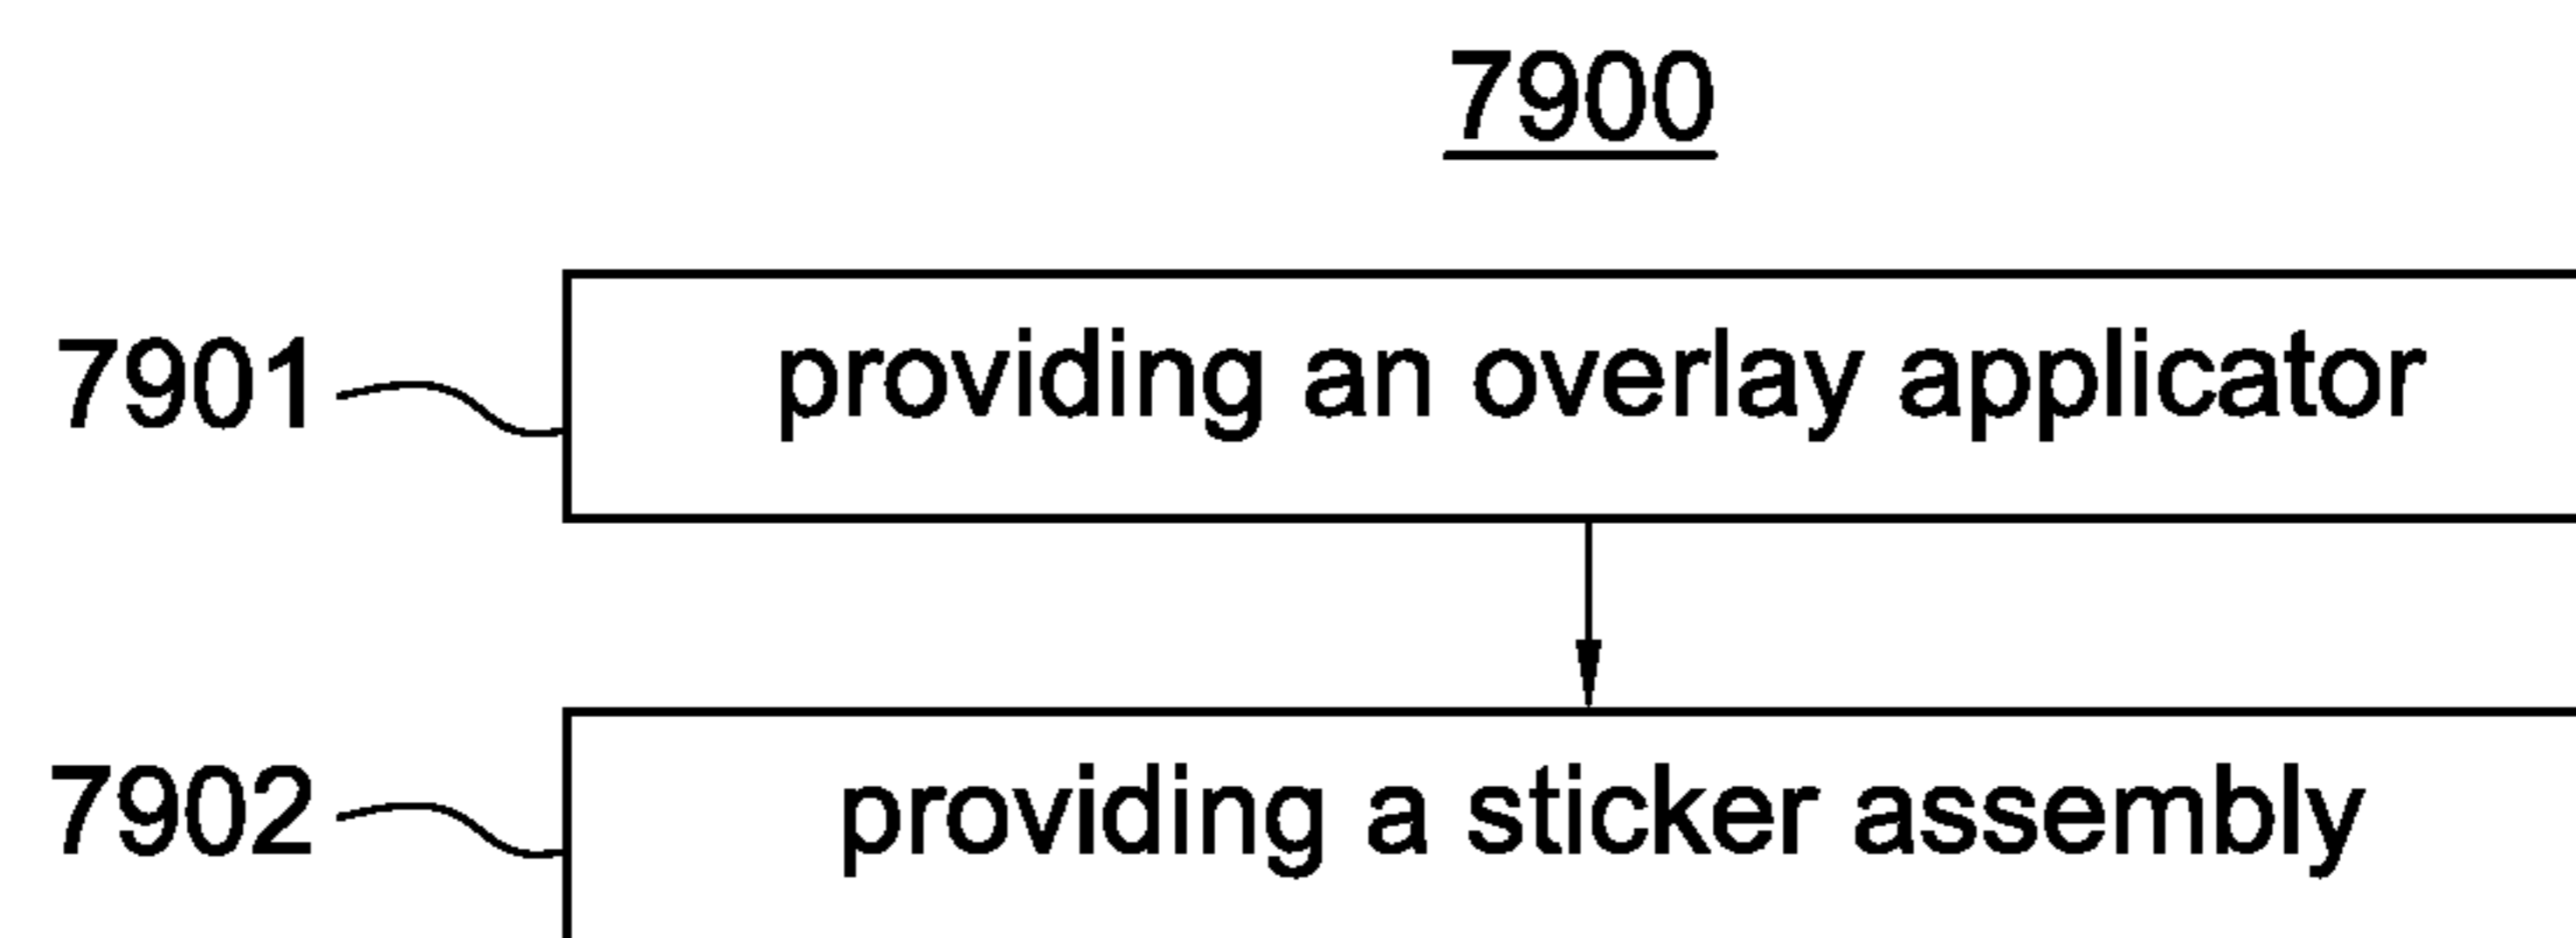 7900
7901 providing an overlay applicator
7902 providing a sticker assembly